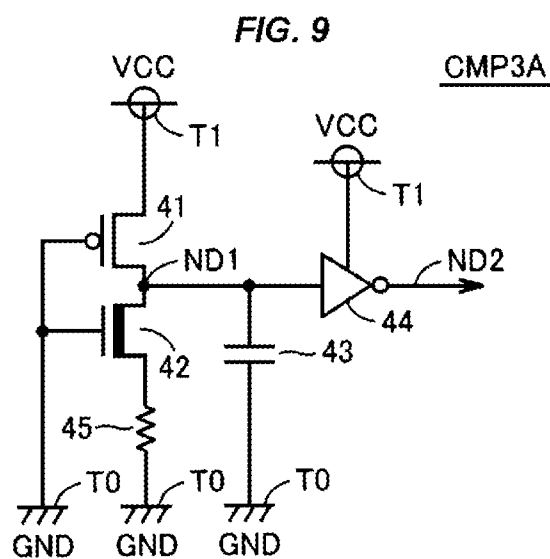 FIG. 9
CMP3A
VCC
T1
VCC
T1
41
ND1
ND2
44
42
43
45
T0
T0
T0
GND
GND
GND